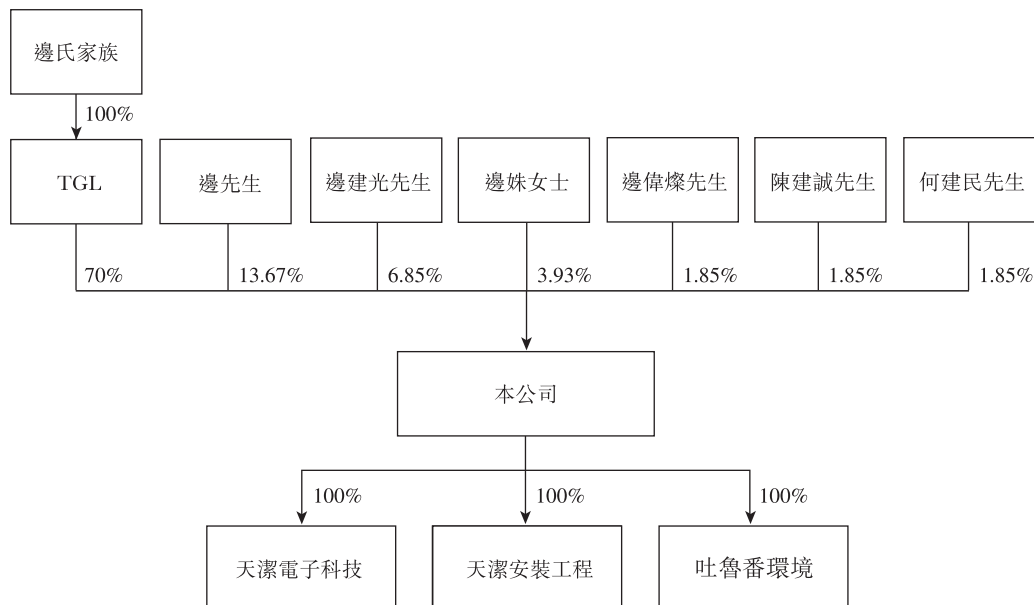 邊氏家族
100%
TGL
邊先生
邊建光先生
邊姝女士
邊偉燦先生
陳建誠先生
何建民先生
70%
13.67%
6.85%
3.93%
1.85%
1.85%
1.85%
本公司
100%
100%
100%
天潔電子科技
天潔安裝工程
吐魯番環境